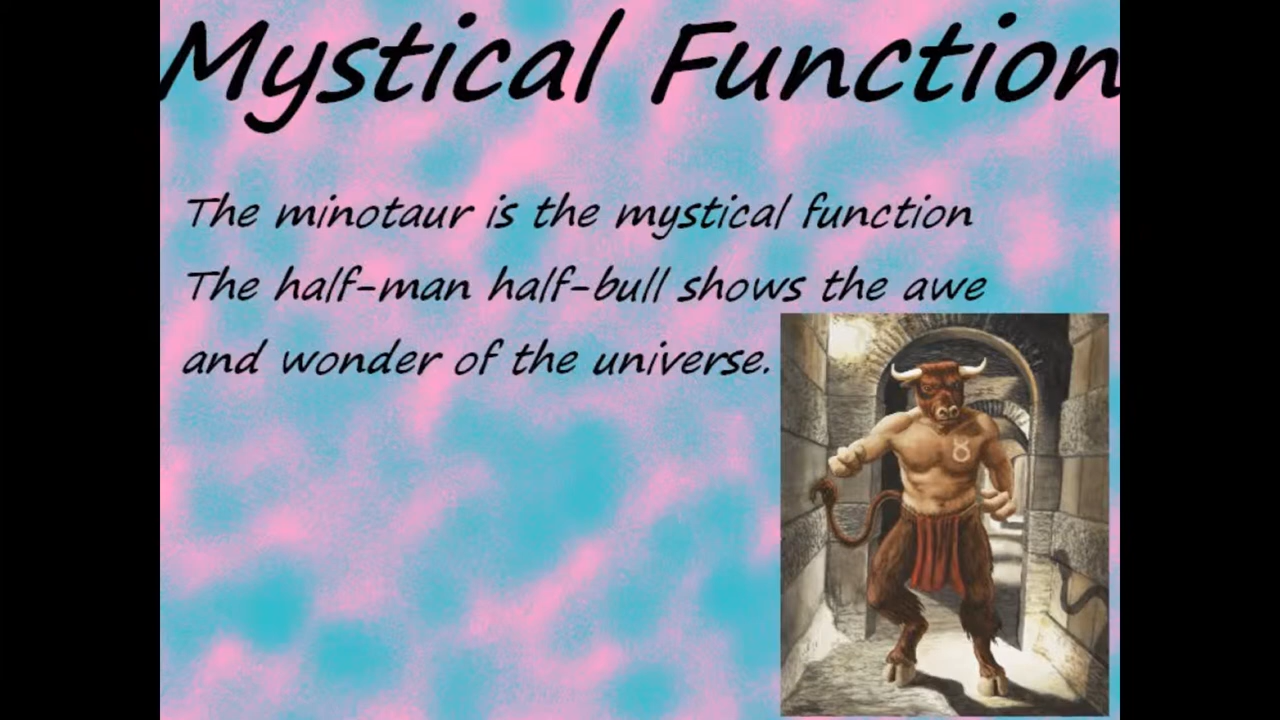 Mystical Function
The minotaur is the mystical function
The half-man half-bull shows the awe
and wonder of the universe.